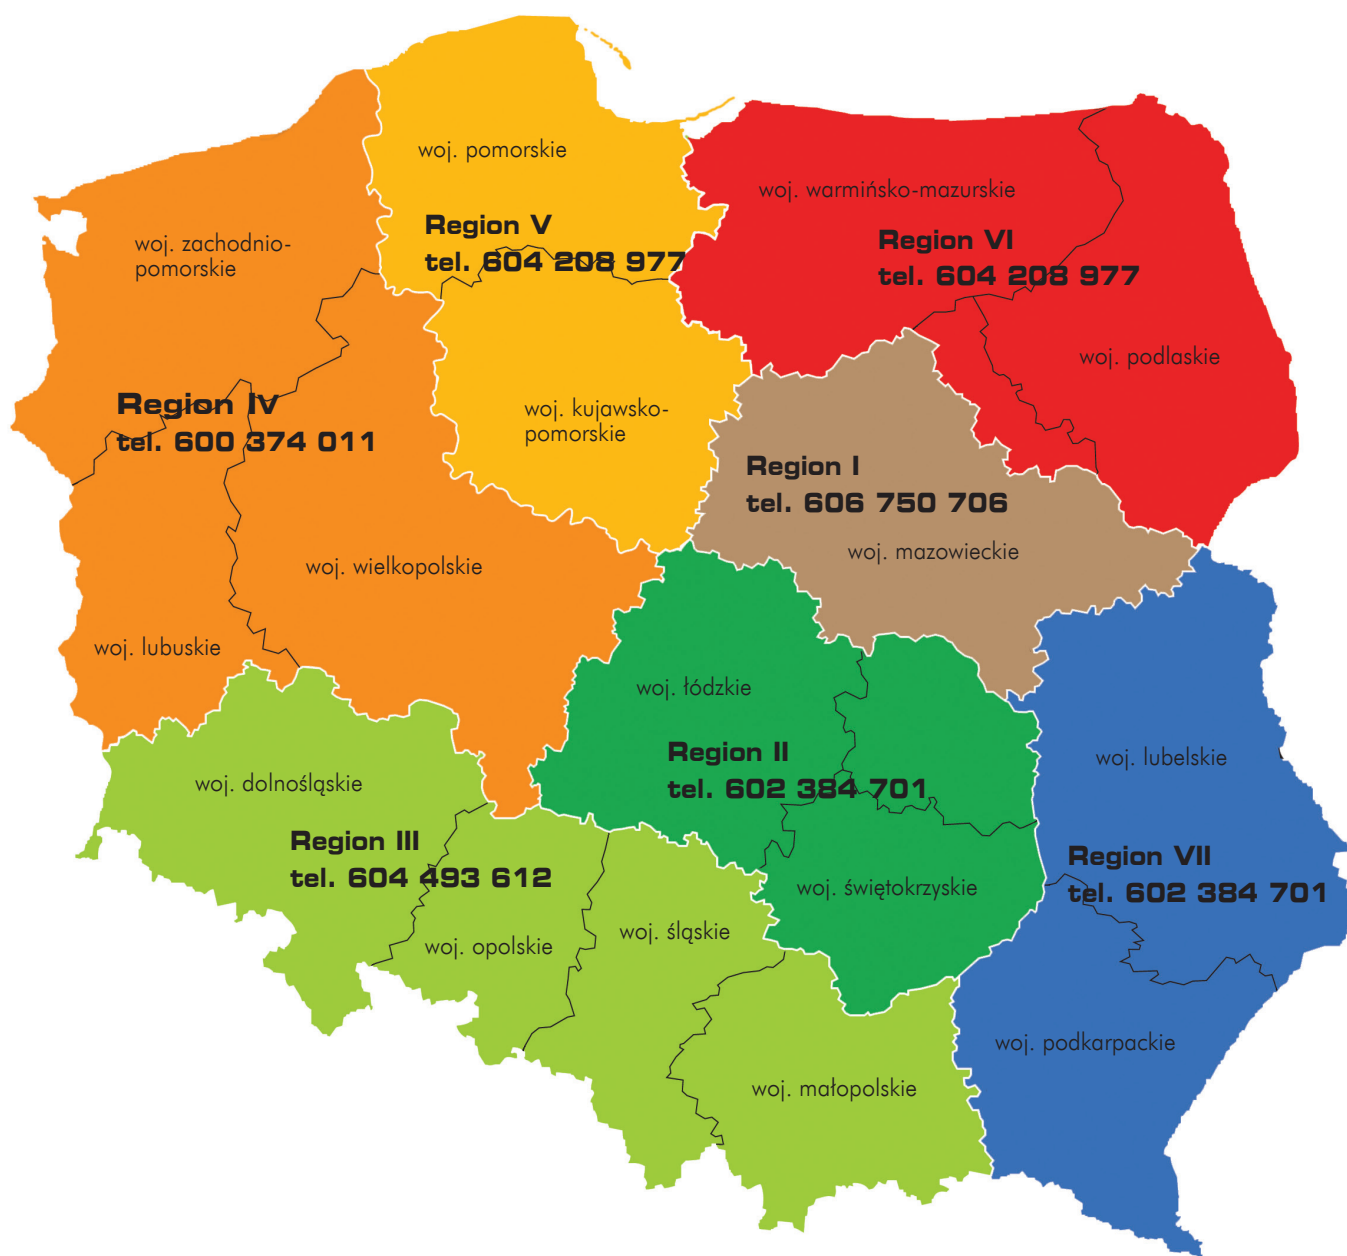 woj. pomorskie
Region V
tel. 604 208 977
woj. warmińsko-mazurskie
Region VI
tel. 604 208 977
woj. zachodnio-
pomorskie
woj. podlaskie
Region IV
tel. 600 374 011
woj. kujawsko-
pomorskie
Region I
tel. 606 750 706
woj. mazowieckie
woj. wielkopolskie
woj. lubuskie
woj. łódzkie
Region II
tel. 602 384 701
woj. lubelskie
woj. dolnośląskie
Region III
tel. 604 493 612
Region VII
tel. 602 384 701
woj. świętokrzyskie
woj. opolskie
woj. śląskie
woj. podkarpackie
woj. małopolskie